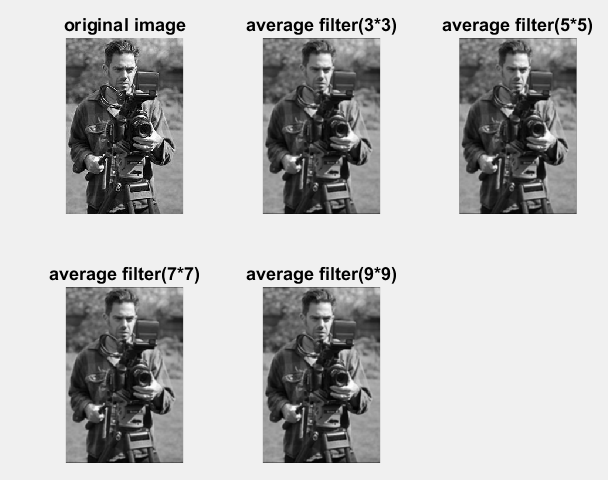 original image
average filter(3*3)
average filter(5*5)
average filter(7*7)
average filter(9*9)